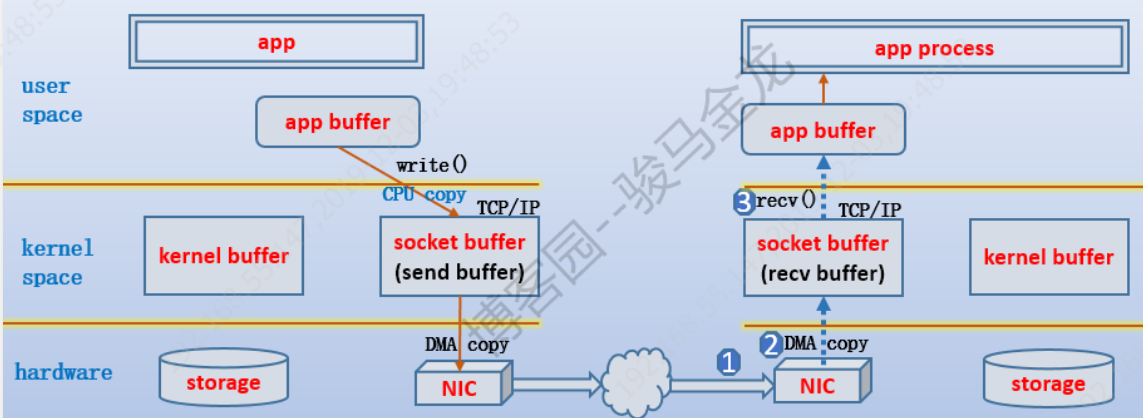 app
app process
user
space
app buffer
app buffer
write()
CPU copy
TCP/IP
3 recv()
TCP/IP
kernel
space
kernel buffer
socket buffer
(send buffer)
socket buffer
(recv buffer)
kernel buffer
DMA copy
1
2 DMA copy
hardware
storage
NIC
NIC
storage
博客园--骏马金龙